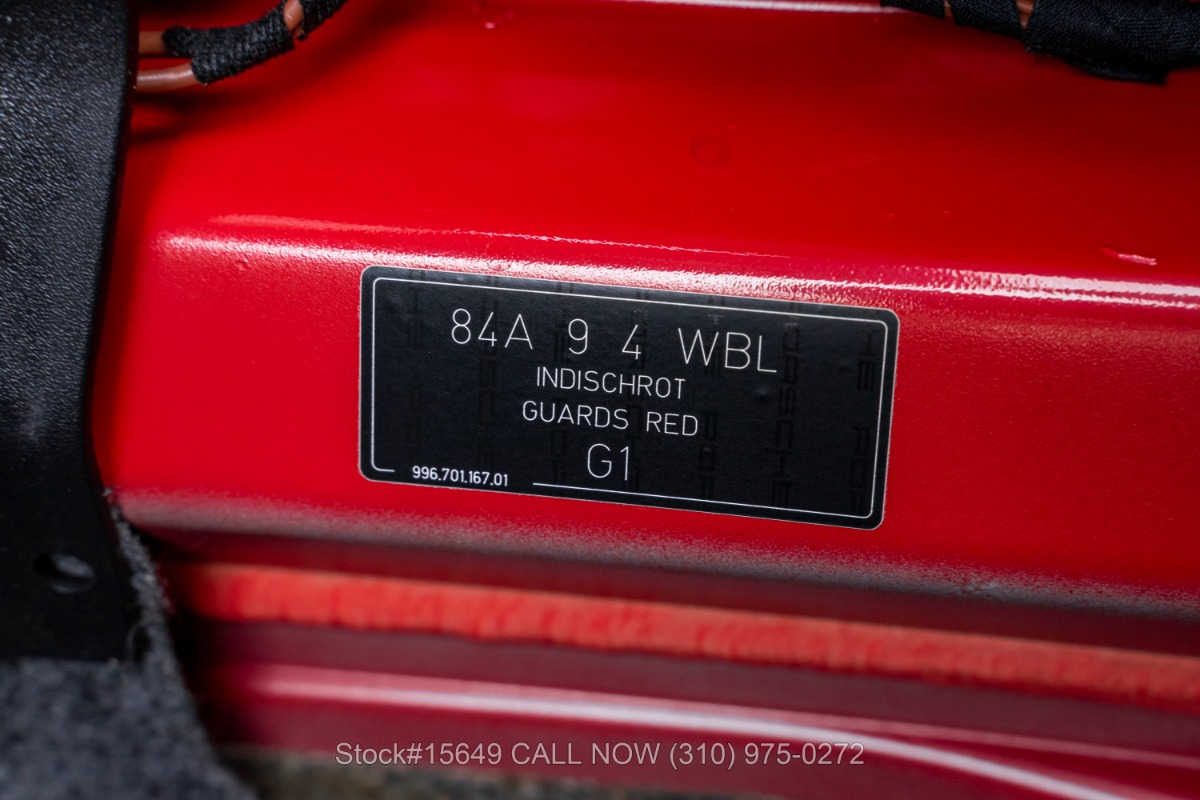 84A 9 4 WBL
INDISCHROT
GUARDS RED
G1
996.701.167.01
Stock#15649 CALL NOW (310) 975-0272